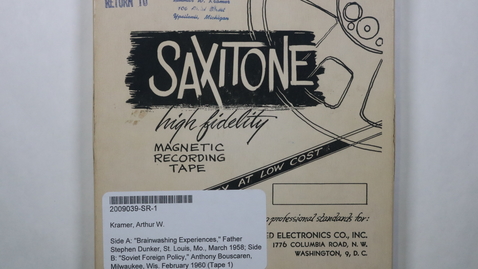 RETURN TO
Ypsilanti, Michigan
SAXITONE
high fidelity
MAGNETIC
RECORDING
TAPE
AT LOW COST
2009039-SR-1
professional standards for:
Kramer, Arthur W.
ED ELECTRONICS CO., INC.
Side A: "Brainwashing Experiences," Father
1776 COLUMBIA ROAD, N.W.
Stephen Dunker, St. Louis, Mo., March 1958; Side
WASHINGTON, 9, D.C.
B: "Soviet Foreign Policy," Anthony Bouscaren,
Milwaukee, Wis. February 1960 (Tape 1)